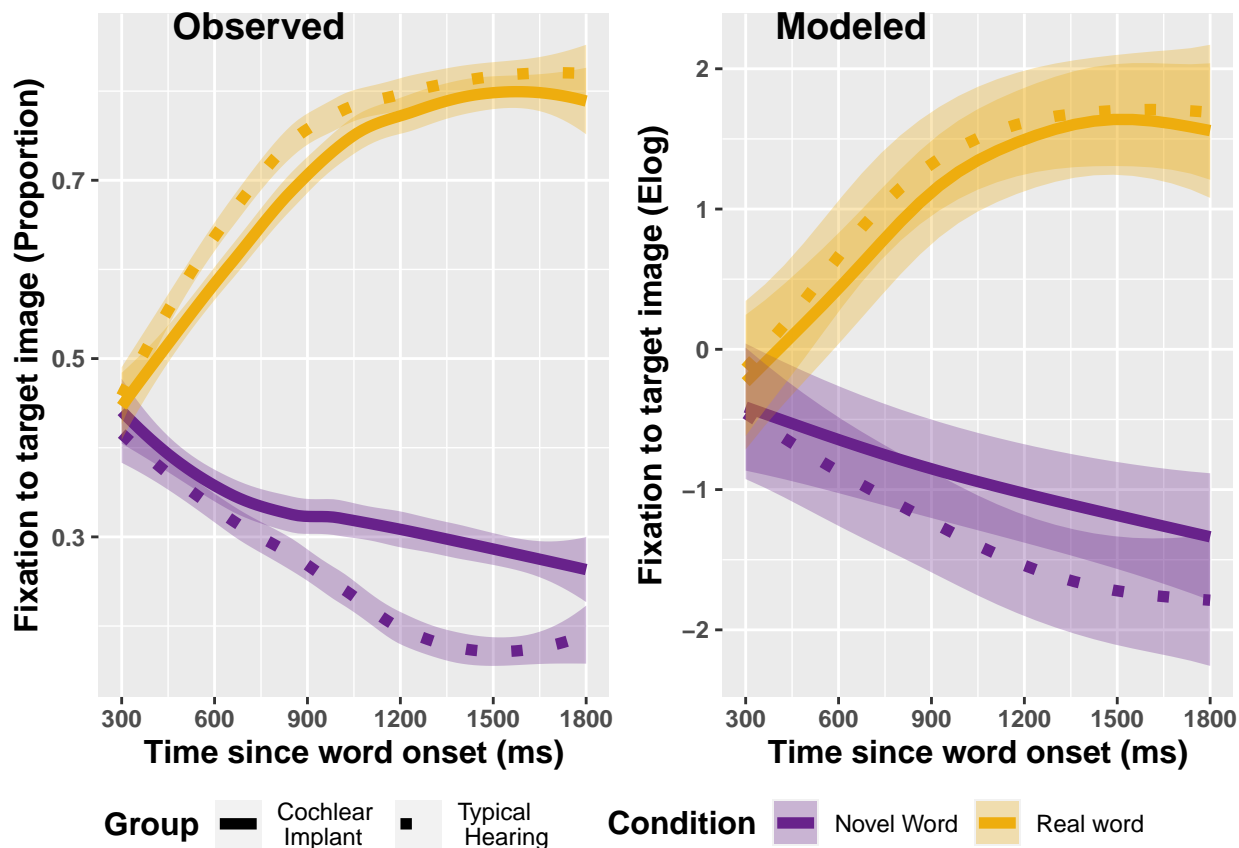 Observed
Modeled
Fixation to target image (Proportion)
0.7
0.5
0.3
300 600 900 1200 1500 1800
Time since word onset (ms)
Fixation to target image (Elog)
2
1
0
−1
−2
300 600 900 1200 1500 1800
Time since word onset (ms)
Group
Cochlear
Implant
Typical
Hearing
Condition
Novel Word
Real word